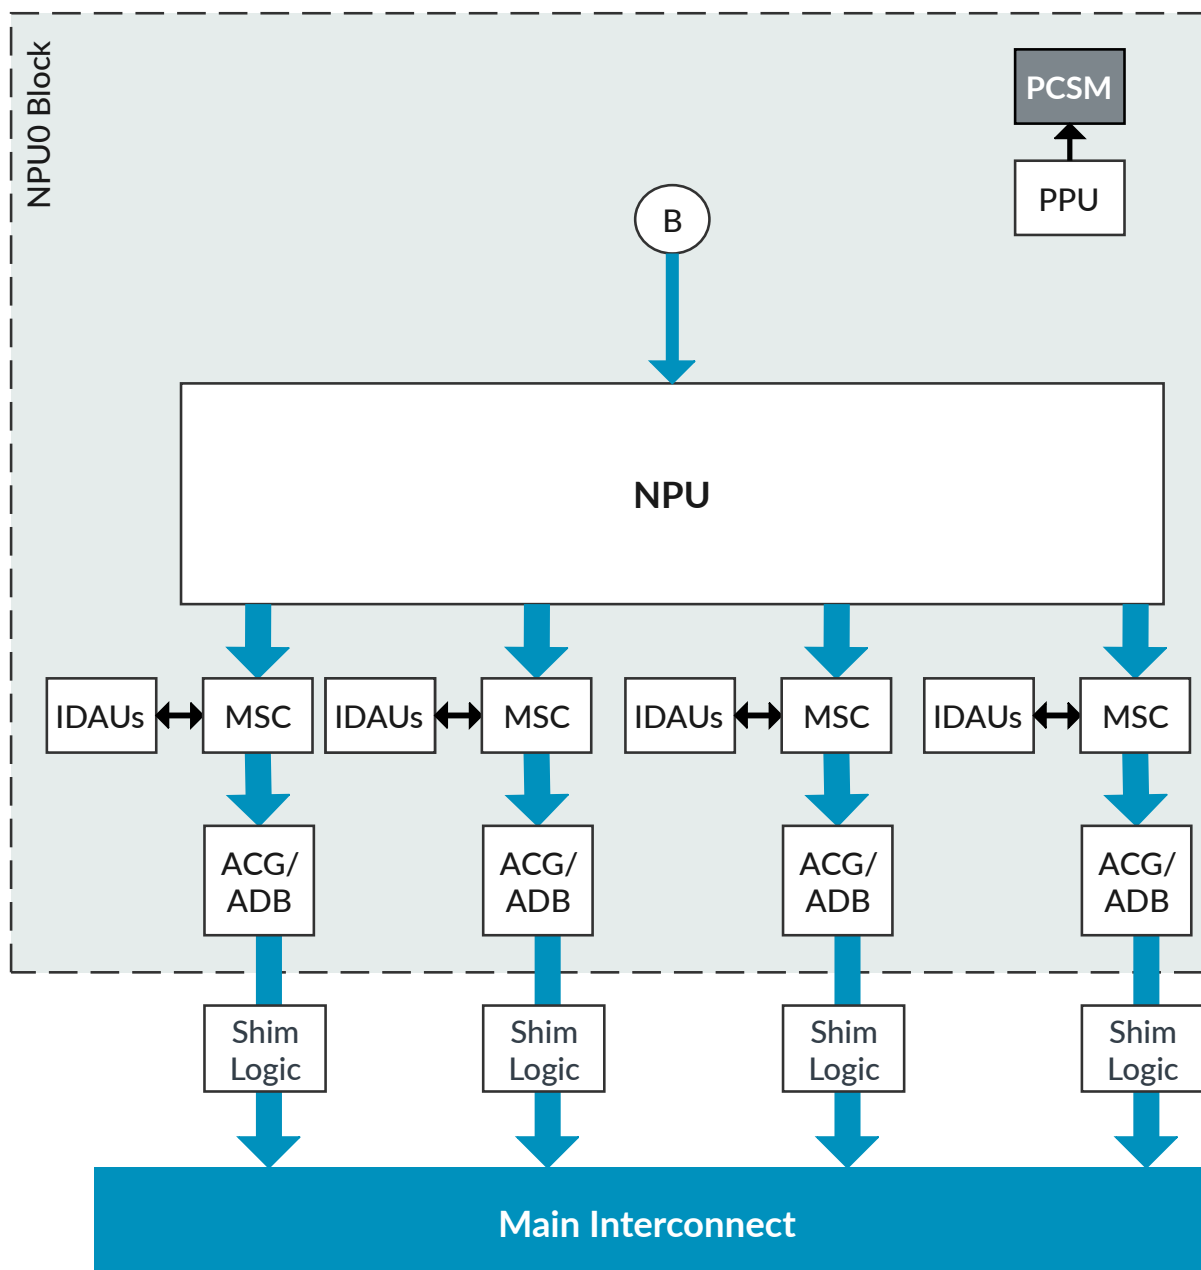 NPU0 Block
PCSM
PPU
B
NPU
IDAUs
MSC
IDAUs
MSC
IDAUs
MSC
IDAUs
MSC
ACG/
ADB
ACG/
ADB
ACG/
ADB
ACG/
ADB
Shim
Logic
Shim
Logic
Shim
Logic
Shim
Logic
Main Interconnect